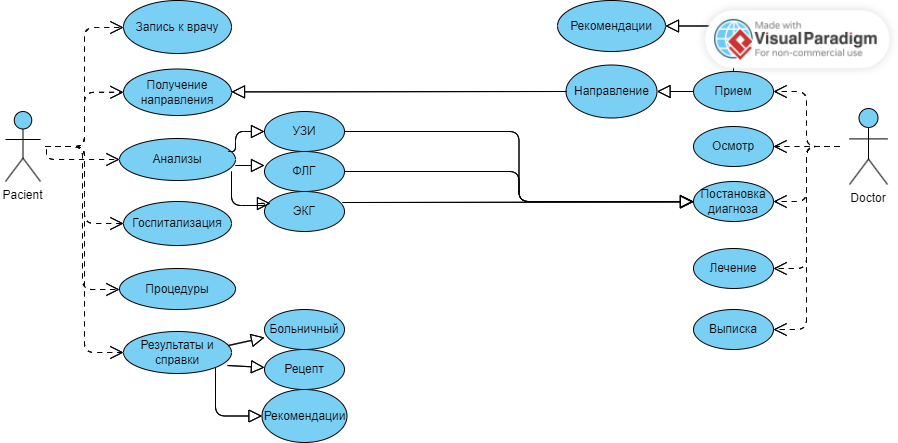 Запись к врачу
Рекомендации
Made with
Visual Paradigm
For non-commercial use
Получение
направления
Направление
Прием
УЗИ
Осмотр
Анализы
ФЛГ
Pacient
Постановка
диагноза
Doctor
ЭКГ
Госпитализация
Лечение
Процедуры
Больничный
Выписка
Результаты и
справки
Рецепт
Рекомендации